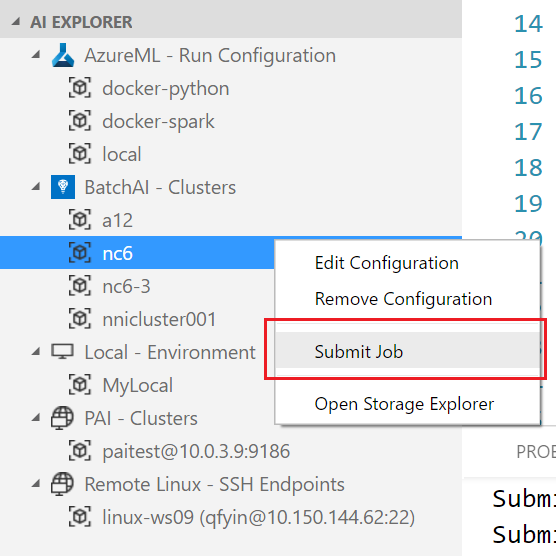 AI EXPLORER
AzureML - Run Configuration
docker-python
docker-spark
local
BatchAI - Clusters
a12
nc6
nc6-3
nnicluster001
Local - Environment
MyLocal
PAI - Clusters
paitest@10.0.3.9:9186
Remote Linux - SSH Endpoints
linux-ws09 (qfyin@10.150.144.62:22)
Edit Configuration
Remove Configuration
Submit Job
Open Storage Explorer
14
15
16
17
18
19
20
PROB
Submi
Submi